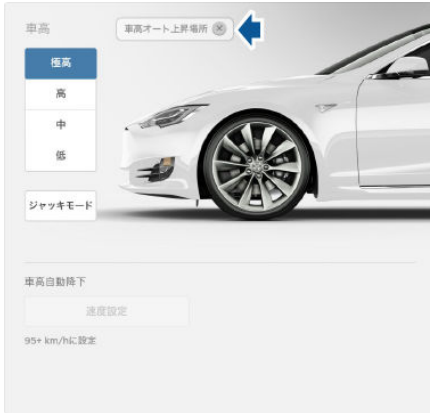 車高
車高オート上昇場所
極高
高
中
低
ジャッキモード
車高自動降下
速度設定
95+ km/hに設定